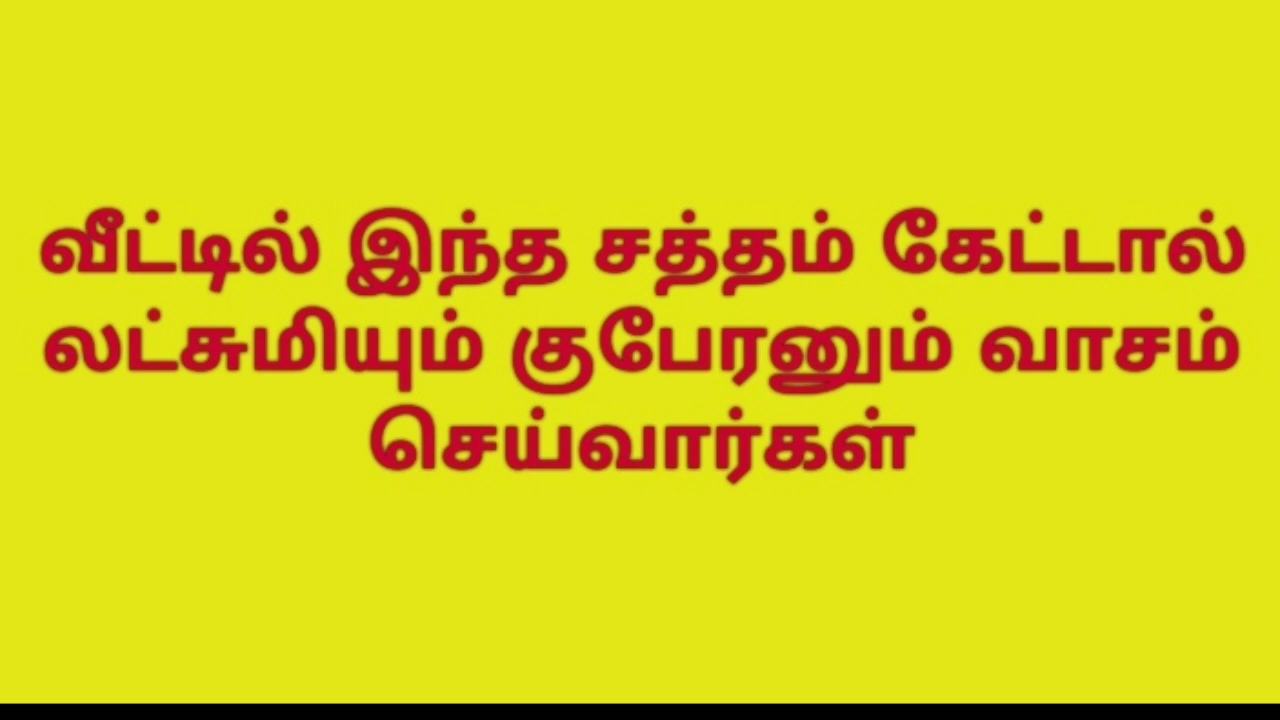 வீட்டில் இந்த சத்தம் கேட்டால்
லட்சுமியும் குபேரனும் வாசம்
செய்வார்கள்